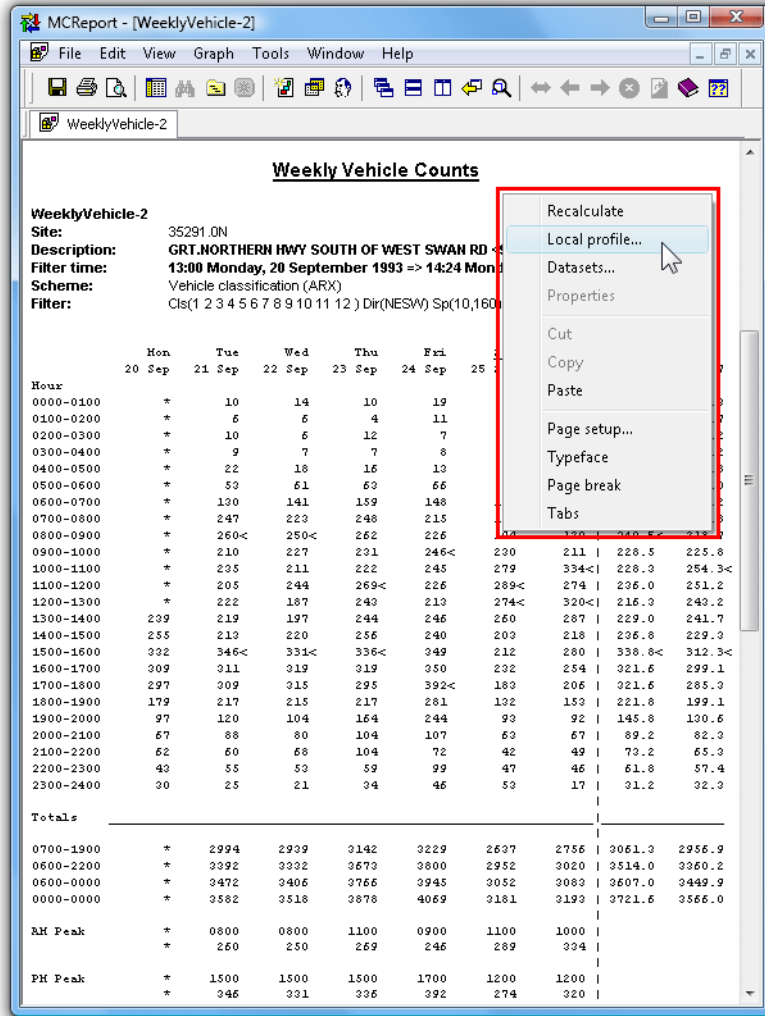 MCReport - [WeeklyVehicle-2]
File Edit View Graph Tools Window Help
WeeklyVehicle-2
Weekly Vehicle Counts
WeeklyVehicle-2
Site: 35291.0N
Description: GRT.NORTHERN HWY SOUTH OF WEST SWAN RD
Filter time: 13:00 Monday, 20 September 1993 => 14:24
Scheme: Vehicle classification (ARX)
Filter: Cls(1 2 3 4 5 6 7 8 9 10 11 12 ) Dir(NESW) Sp(10,160
Recalculate
Local profile...
Datasets...
Properties
Cut
Copy
Paste
Page setup...
Typeface
Page break
Tabs
Mon Tue Wed Thu Fri
20 Sep 21 Sep 22 Sep 23 Sep 24 Sep 25
Hour
0000-0100 * 10 14 10 19
0100-0200 * 6 6 4 11
0200-0300 * 10 6 12 7
0300-0400 * 9 7 7 8
0400-0500 * 22 18 16 13
0500-0600 * 53 61 63 66
0600-0700 * 130 141 159 148
0700-0800 * 247 223 248 215
0800-0900 * 260< 250< 262 226
0900-1000 * 210 227 231 246< 230 211 | 228.5 225.8
1000-1100 * 235 211 222 245 279 334<| 228.3 254.3<
1100-1200 * 205 244 269< 226 289< 274 | 236.0 251.2
1200-1300 * 222 187 243 213 274< 320<| 216.3 243.2
1300-1400 239 219 197 244 246 260 287 | 229.0 241.7
1400-1500 255 213 220 256 240 203 218 | 236.8 229.3
1500-1600 332 346< 331< 336< 349 212 280 | 338.8< 312.3<
1600-1700 309 311 319 319 350 232 254 | 321.6 299.1
1700-1800 297 309 315 295 392< 183 206 | 321.6 285.3
1800-1900 179 217 215 217 281 132 153 | 221.8 199.1
1900-2000 97 120 104 164 244 93 92 | 145.8 130.6
2000-2100 67 88 80 104 107 63 67 | 89.2 82.3
2100-2200 62 60 68 104 72 42 49 | 73.2 65.3
2200-2300 43 55 53 59 99 47 46 | 61.8 57.4
2300-2400 30 25 21 34 46 53 17 | 31.2 32.3
Totals
0700-1900 * 2994 2939 3142 3229 2637 2756 | 3061.3 2956.9
0600-2200 * 3392 3332 3673 3800 2952 3020 | 3514.0 3360.2
0600-0000 * 3472 3406 3766 3945 3052 3083 | 3607.0 3449.9
0000-0000 * 3582 3518 3878 4069 3181 3193 | 3721.6 3566.0
AM Peak * 0800 0800 1100 0900 1100 1000 |
* 260 250 269 246 289 334 |
PM Peak * 1500 1500 1500 1700 1200 1200 |
* 346 331 336 392 274 320 |